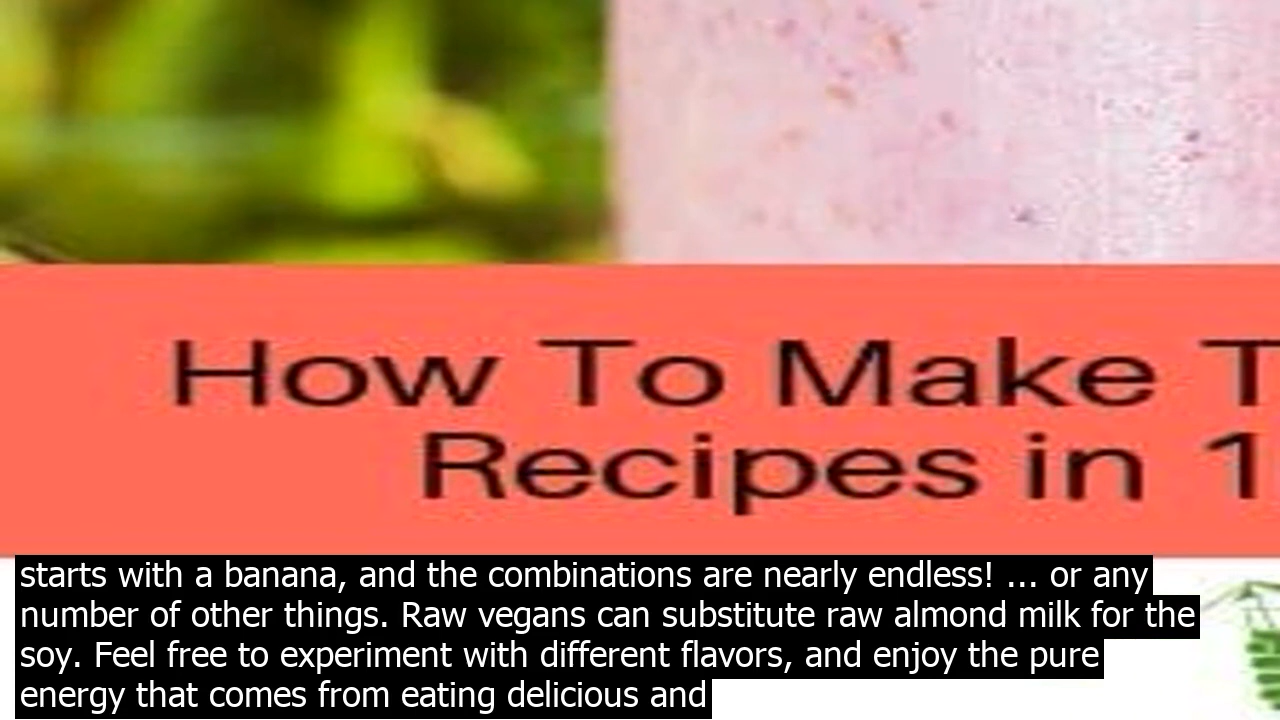 How To Make
Recipes in
starts with a banana, and the combinations are nearly endless! ... or any
number of other things. Raw vegans can substitute raw almond milk for the
soy. Feel free to experiment with different flavors, and enjoy the pure
energy that comes from eating delicious and